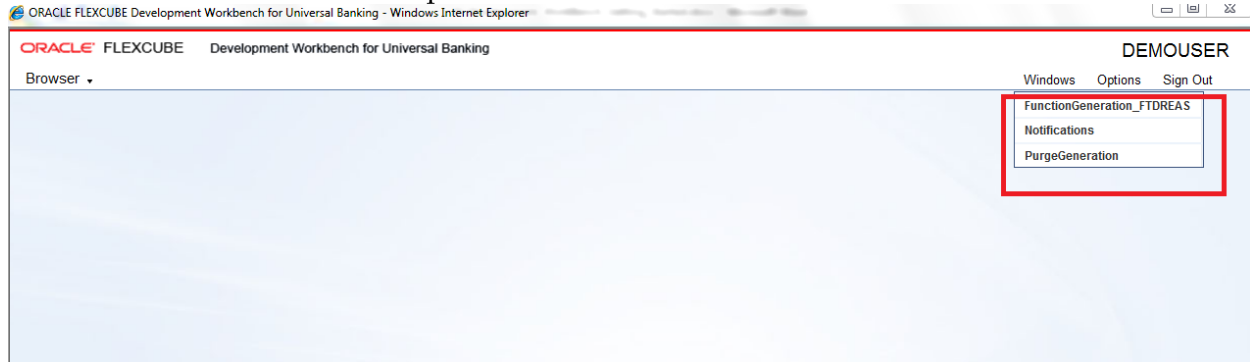 ORACLE FLEXCUBE Development Workbench for Universal Banking - Windows Internet Explorer
ORACLE FLEXCUBE Development Workbench for Universal Banking DEMOUSER
Browser Windows Options Sign Out
FunctionGeneration_FTDREAS
Notifications
PurgeGeneration